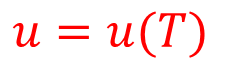 u = u(T)